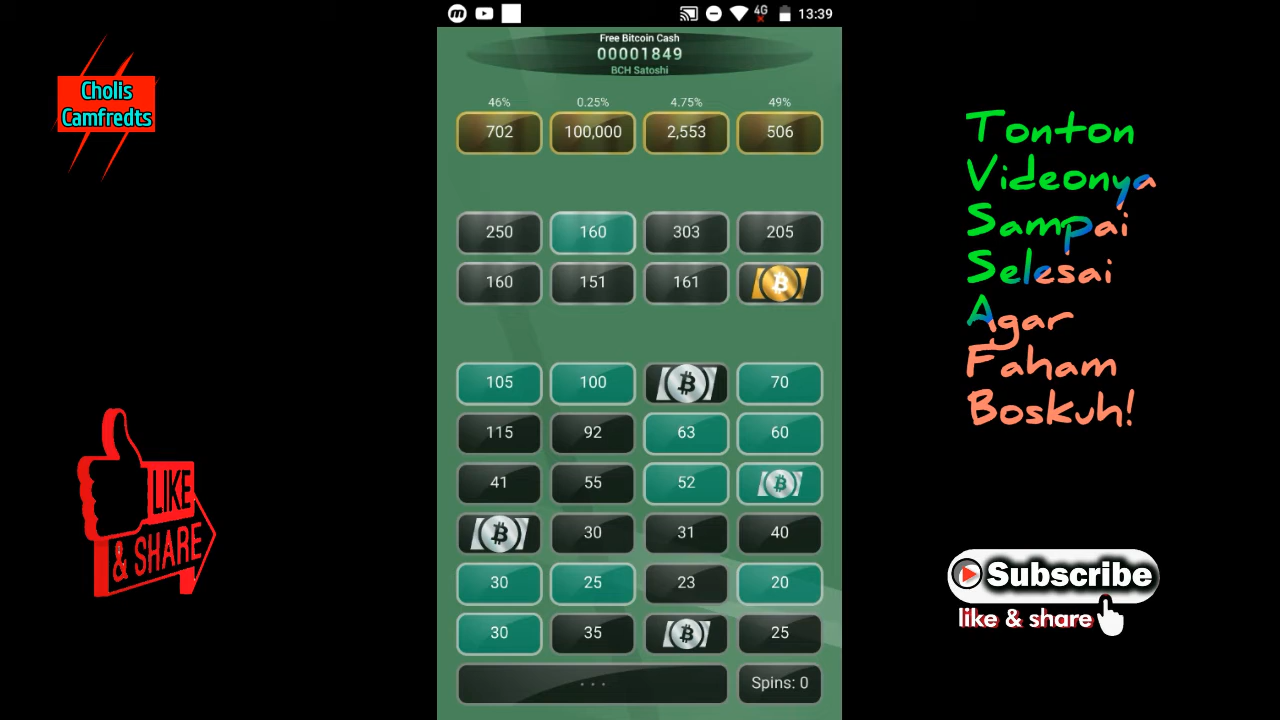 Cholis
Camfredts
LIKE
& SHARE
4G
13:39
Free Bitcoin Cash
00001849
BCH Satoshi
46% 0.25% 4.75% 49%
702 100,000 2,553 506
250 160 303 205
160 151 161
105 100 70
115 92 63 60
41 55 52
30 31 40
30 25 23 20
30 35 25
... Spins: 0
Tonton
Videonya
Sampai
Selesai
Agar
Faham
Boskuh!
Subscribe
like & share